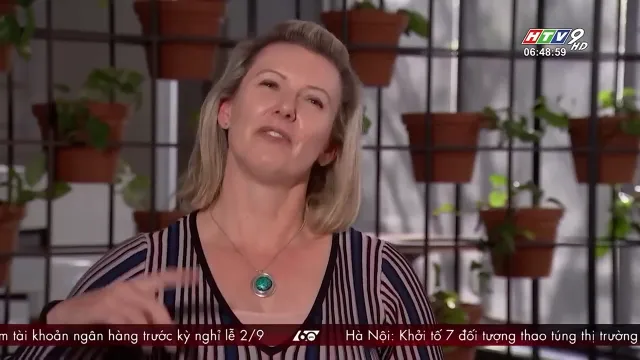 HTV9 HD
06:48:59
m tài khoản ngân hàng trước kỳ nghỉ lễ 2/9 60 Hà Nội: Khởi tố 7 đối tượng thao túng thị trường